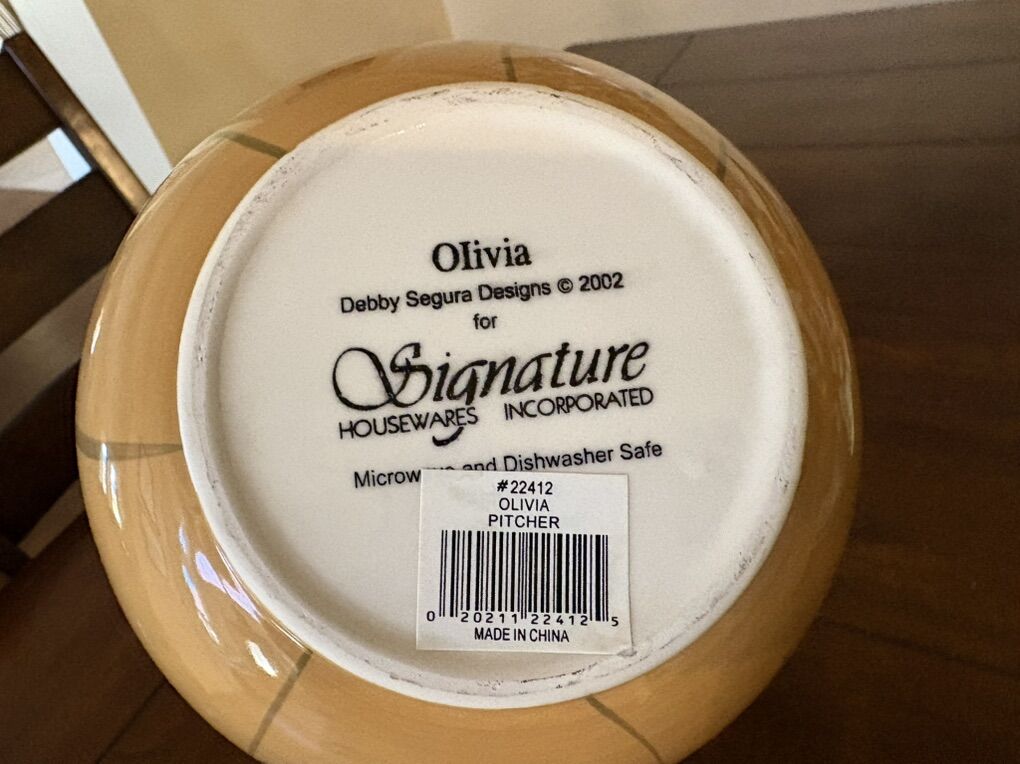 Olivia
Debby Segura Designs © 2002
for
Signature
HOUSEWARES INCORPORATED
and Dishwasher Safe
#22412
OLIVIA
PITCHER
0 20211 22412 5
MADE IN CHINA